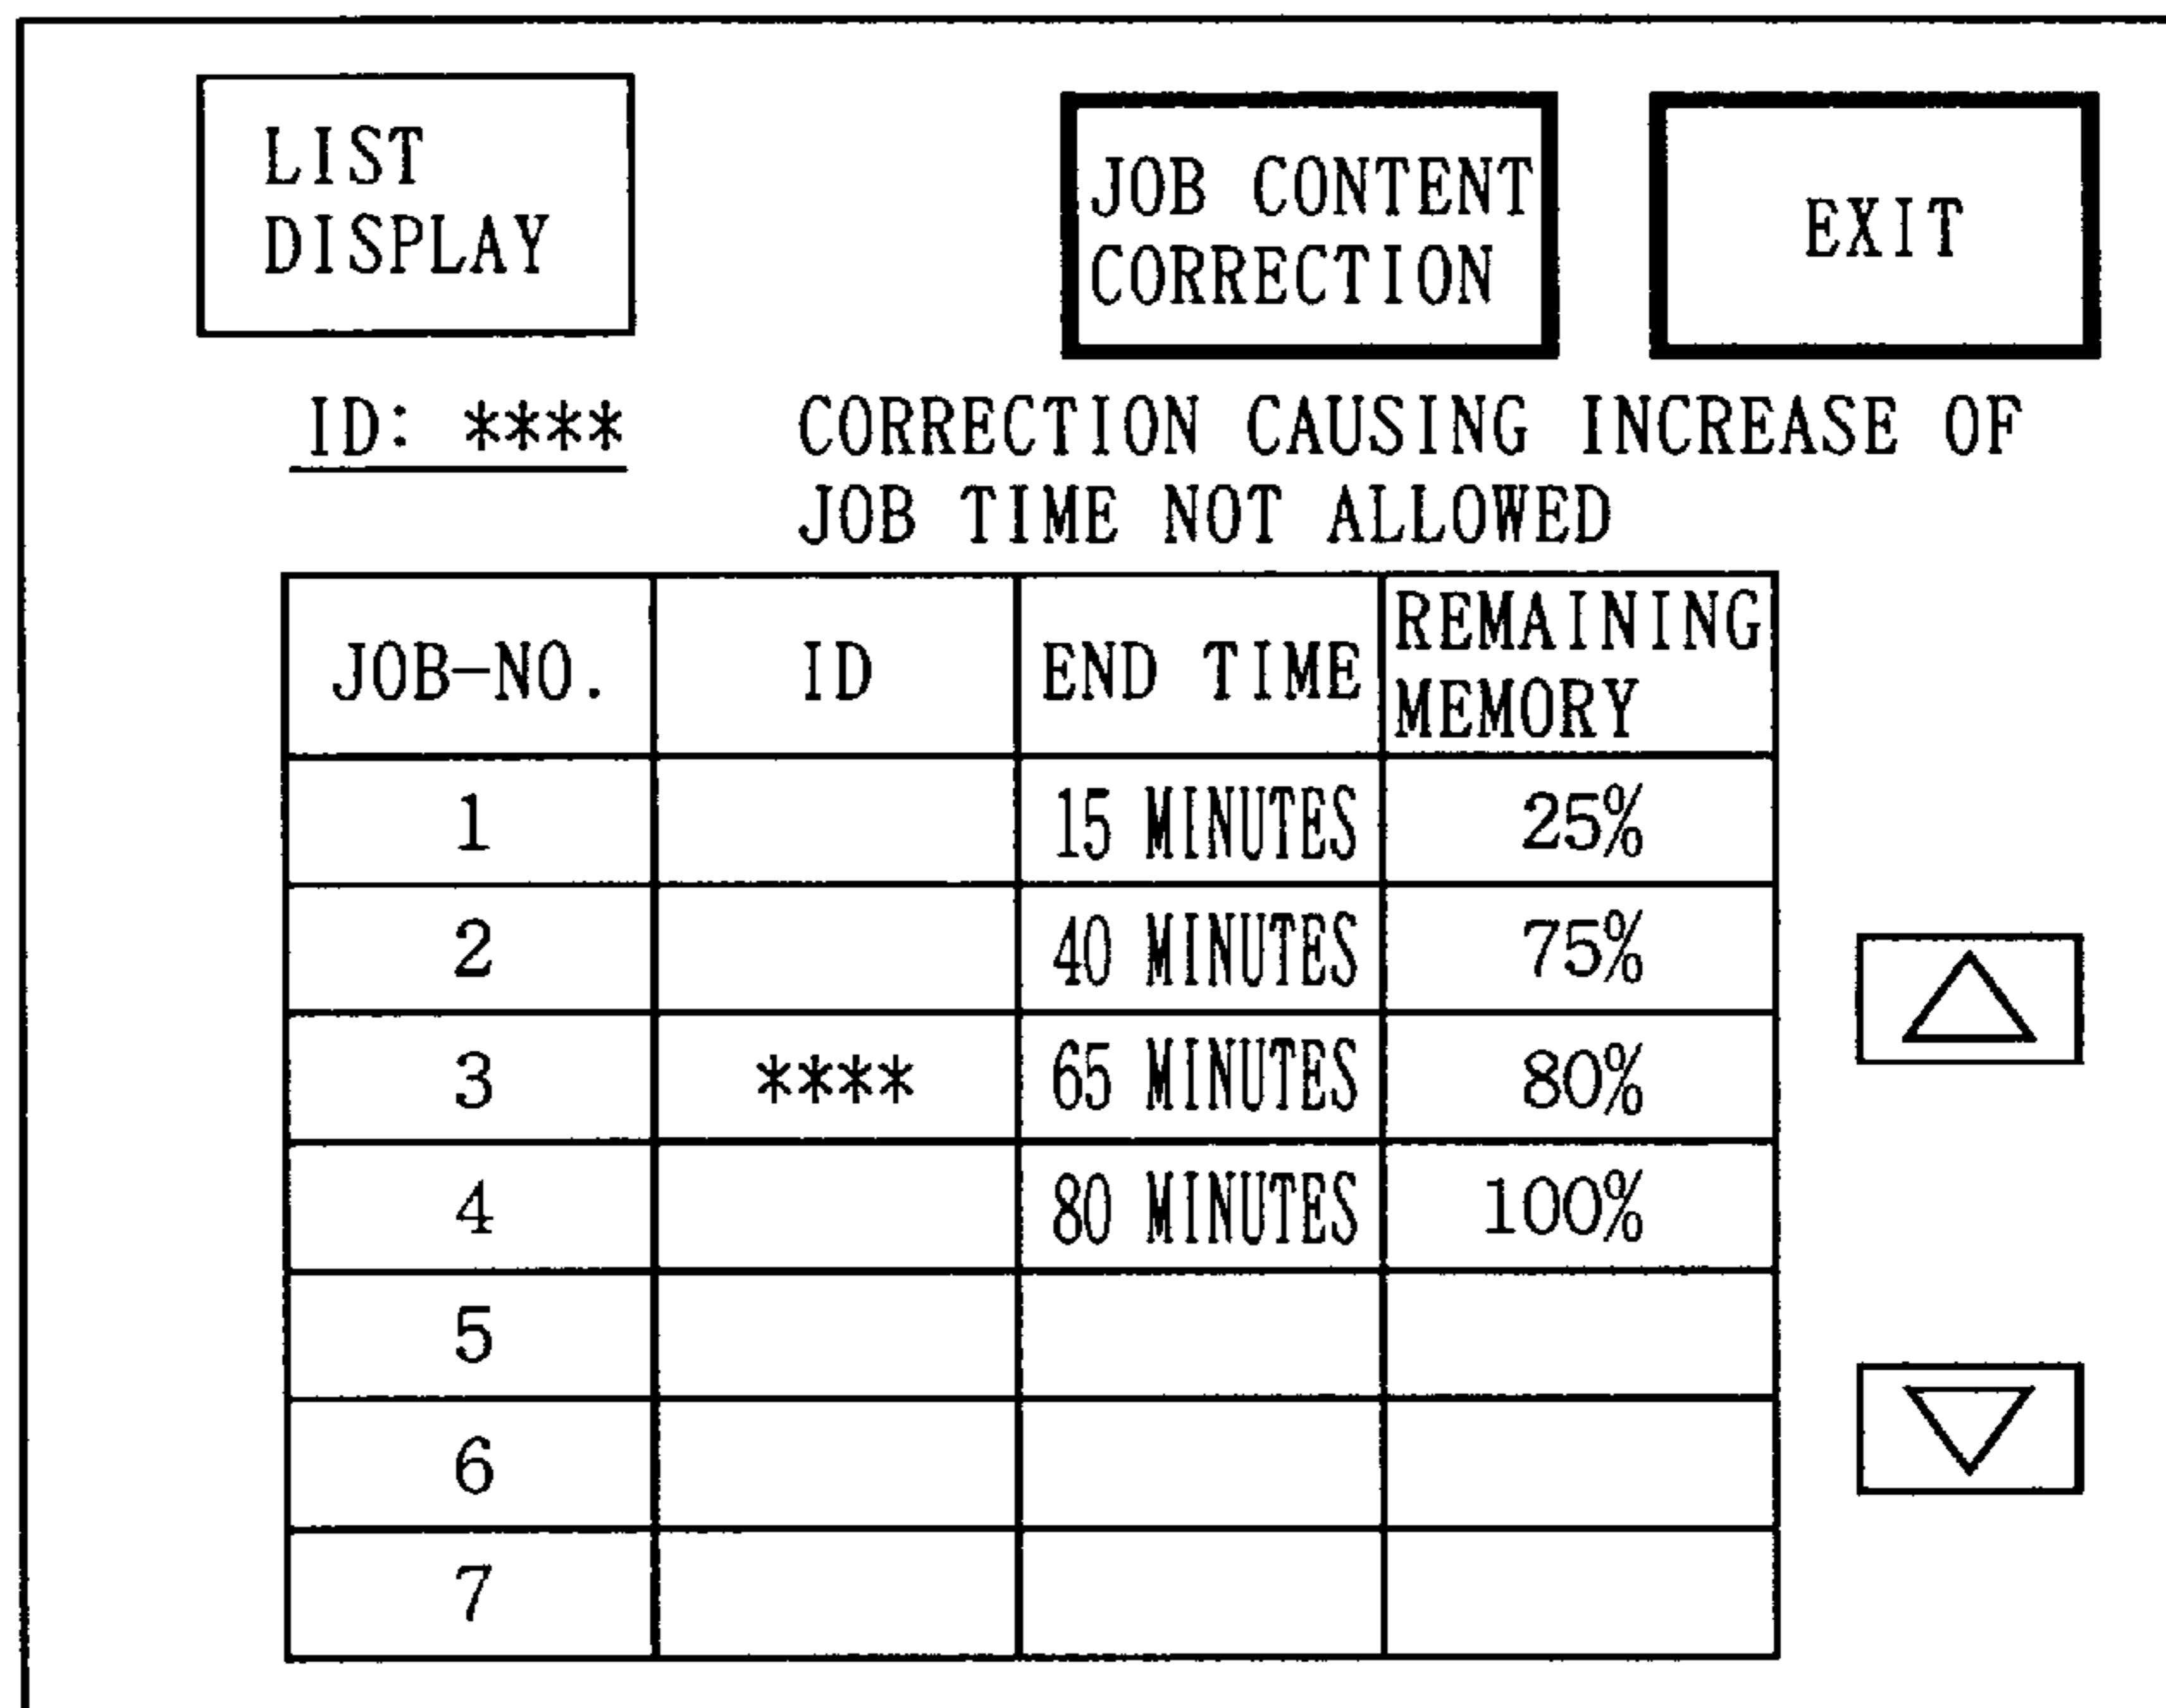 LIST
DISPLAY
JOB CONTENT
CORRECTION
EXIT
ID: ****
CORRECTION CAUSING INCREASE OF
JOB TIME NOT ALLOWED
JOB-NO. ID END TIME REMAINING MEMORY
1 15 MINUTES 25%
2 40 MINUTES 75%
3 **** 65 MINUTES 80%
4 80 MINUTES 100%
5
6
7